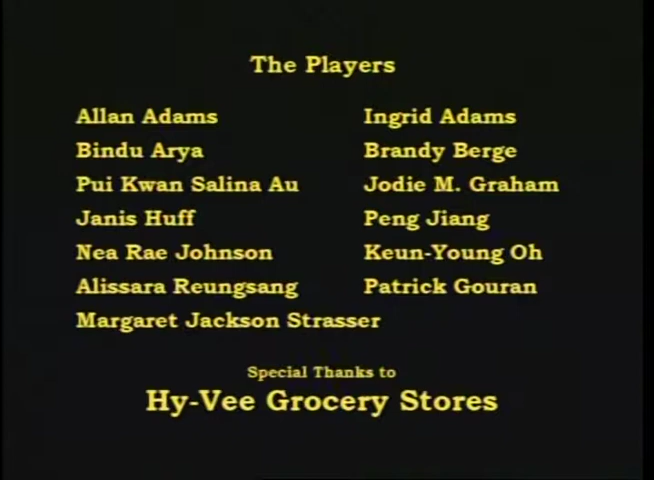 The Players
Allan Adams
Ingrid Adams
Bindu Arya
Brandy Berge
Pui Kwan Salina Au
Jodie M. Graham
Janis Huff
Peng Jiang
Nea Rae Johnson
Keun-Young Oh
Alissara Reungsang
Patrick Gouran
Margaret Jackson Strasser
Special Thanks to
Hy-Vee Grocery Stores